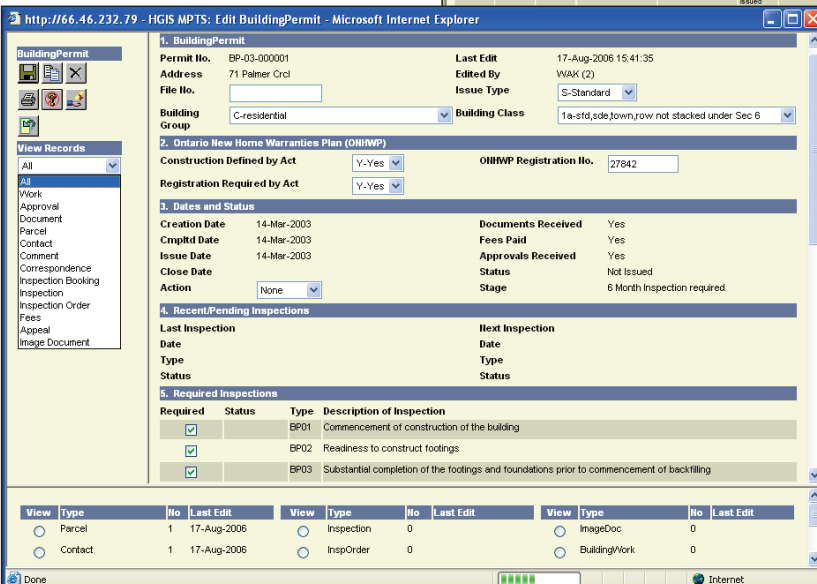 Issued
http://66.46.232.79 - HGIS MPTS: Edit BuildingPermit - Microsoft Internet Explorer
BuildingPermit
View Records
All
All
Work
Approval
Document
Parcel
Contact
Comment
Correspondence
Inspection Booking
Inspection
Inspection Order
Fees
Appeal
Image Document
1. BuildingPermit
Permit No. BP-03-000001 Last Edit 17-Aug-2006 15:41:35
Address 71 Palmer Crcl Edited By WAK (2)
File No. Issue Type S-Standard
Building Group C-residential Building Class 1a-sfd,sde,town,row not stacked under Sec 6
2. Ontario New Home Warranties Plan (ONHWP)
Construction Defined by Act Y-Yes ONHWP Registration No. 27842
Registration Required by Act Y-Yes
3. Dates and Status
Creation Date 14-Mar-2003 Documents Received Yes
Cmpltd Date 14-Mar-2003 Fees Paid Yes
Issue Date 14-Mar-2003 Approvals Received Yes
Close Date Status Not Issued
Action None Stage 6 Month Inspection required
4. Recent/Pending Inspections
Last Inspection Next Inspection
Date Date
Type Type
Status Status
5. Required Inspections
Required Status Type Description of Inspection
BP01 Commencement of construction of the building
BP02 Readiness to construct footings
BP03 Substantial completion of the footings and foundations prior to commencement of backfilling
View Type No Last Edit View Type No Last Edit View Type No Last Edit
Parcel 1 17-Aug-2006 Inspection 0 ImageDoc 0
Contact 1 17-Aug-2006 InspOrder 0 BuildingWork 0
Done Internet